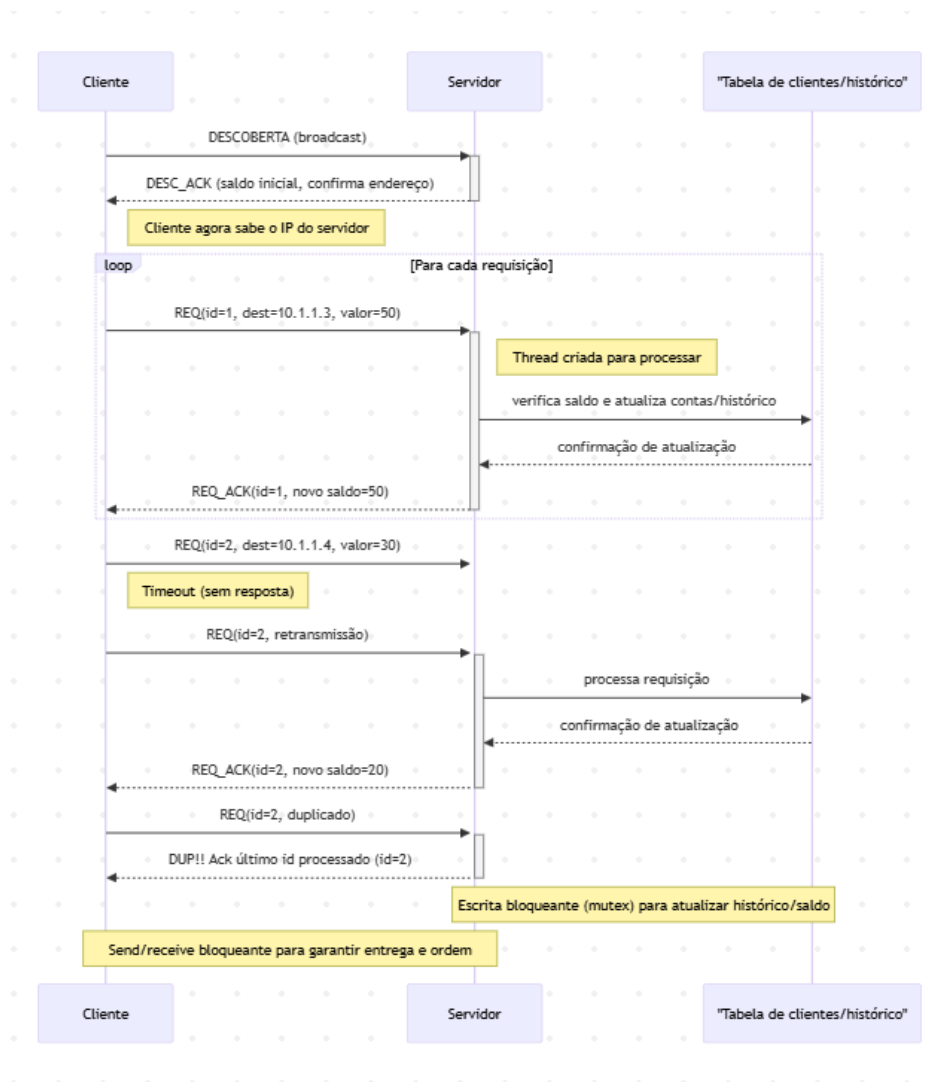 Cliente
Servidor
"Tabela de clientes/histórico"
DESCOBERTA (broadcast)
DESC_ACK (saldo inicial, confirma endereço)
Cliente agora sabe o IP do servidor
loop
[Para cada requisição]
REQ(id=1, dest=10.1.1.3, valor=50)
Thread criada para processar
verifica saldo e atualiza contas/histórico
confirmação de atualização
REQ_ACK(id=1, novo saldo=50)
REQ(id=2, dest=10.1.1.4, valor=30)
Timeout (sem resposta)
REQ(id=2, retransmissão)
processa requisição
confirmação de atualização
REQ_ACK(id=2, novo saldo=20)
REQ(id=2, duplicado)
DUP!! Ack último id processado (id=2)
Escrita bloqueante (mutex) para atualizar histórico/saldo
Send/receive bloqueante para garantir entrega e ordem
Cliente
Servidor
"Tabela de clientes/histórico"